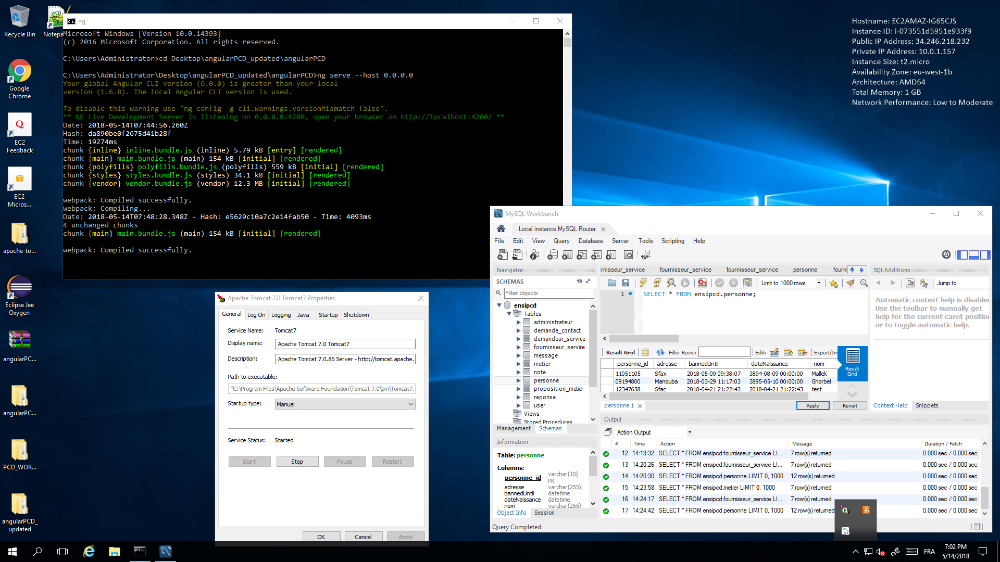 Recycle Bin
Notepa
Google
Chrome
EC2
Feedback
EC2
Micros...
apache-to...
Eclipse Jee
Oxygen
angularPC...
angularPC...
PCD_WOR...
angularPCD_
updated
Hostname: EC2AMAZ-IG65CJS
Instance ID: i-073551d5951e933f9
Public IP Address: 34.246.218.232
Private IP Address: 10.0.1.157
Instance Size: t2.micro
Availability Zone: eu-west-1b
Architecture: AMD64
Total Memory: 1 GB
Network Performance: Low to Moderate
ng
Microsoft Windows [Version 10.0.14393]
(c) 2016 Microsoft Corporation. All rights reserved.
C:\Users\Administrator>cd Desktop\angularPCD_updated\angularPCD
C:\Users\Administrator\Desktop\angularPCD_updated\angularPCD>ng serve --host 0.0.0.0
Your global Angular CLI version (6.0.0) is greater than your local
version (1.6.8). The local Angular CLI version is used.
To disable this warning use "ng config -g cli.warnings.versionMismatch false".
** NG Live Development Server is listening on 0.0.0.0:4200, open your browser on http://localhost:4200/ **
Date: 2018-05-14T07:44:56.260Z
Hash: da890be0f2675d41b28f
Time: 19274ms
chunk {inline} inline.bundle.js (inline) 5.79 kB [entry] [rendered]
chunk {main} main.bundle.js (main) 154 kB [initial] [rendered]
chunk {polyfills} polyfills.bundle.js (polyfills) 559 kB [initial] [rendered]
chunk {styles} styles.bundle.js (styles) 34.1 kB [initial] [rendered]
chunk {vendor} vendor.bundle.js (vendor) 12.3 MB [initial] [rendered]
webpack: Compiled successfully.
webpack: Compiling...
Date: 2018-05-14T07:48:28.348Z - Hash: e5629c10a7c2e14fab50 - Time: 4093ms
4 unchanged chunks
chunk {main} main.bundle.js (main) 154 kB [initial] [rendered]
webpack: Compiled successfully.
Apache Tomcat 7.0 Tomcat7 Properties
General Log On Logging Java Startup Shutdown
Service Name: Tomcat7
Display name: Apache Tomcat 7.0 Tomcat7
Description: Apache Tomcat 7.0.86 Server - http://tomcat.apache.
Path to executable:
"C:\Program Files\Apache Software Foundation\Tomcat 7.0\bin\Tomcat7.
Startup type: Manual
Service Status: Started
Start Stop Pause Restart
OK Cancel Apply
MySQL Workbench
Local instance MySQL Router
File Edit View Query Database Server Tools Scripting Help
Navigator
SCHEMAS
Filter objects
ensipcd
Tables
administrateur
demande_contact
demandeur_service
fournisseur_service
message
metier
note
personne
proposition_metier
reponse
user
Views
Stored Procedures
Management Schemas
Information
Table: personne
Columns:
personne_id varchar(10)
PK
adresse varchar(255)
bannedUntil datetime
dateNaissance datetime
nom varchar(255)
Object Info Session
Query Completed
rnisseur_service fournisseur_service fournisseur_service personne fourn
Limit to 1000 rows
1 SELECT * FROM ensipcd.personne;
Result Grid Filter Rows: Edit: Export/Im
personne_id adresse bannedUntil dateNaissance nom
11051105 Sfax 2018-05-09 09:38:07 3894-08-09 00:00:00 Mallek
09194800 Manouba 2018-03-29 11:17:03 3895-05-10 00:00:00 Ghorbel
12347658 Sfac 2018-04-21 21:22:43 2018-04-21 21:22:43 test
Result
Grid
personne 1 Apply Revert
SQLAdditions
Jump to
Automatic context help is disable
Use the toolbar to manually get
help for the current caret position
or to toggle automatic help.
Context Help Snippets
Output
Action Output
# Time Action Message Duration / Fetch
12 14:19:32 SELECT * FROM ensipcd.fournisseur_service LI... 7 row(s) returned 0.000 sec / 0.000 sec
13 14:20:26 SELECT * FROM ensipcd.fournisseur_service LI... 7 row(s) returned 0.000 sec / 0.000 sec
14 14:20:30 SELECT * FROM ensipcd.personne LIMIT 0, 1000 12 row(s) returned 0.000 sec / 0.000 sec
15 14:23:58 SELECT * FROM ensipcd.metier LIMIT 0, 1000 7 row(s) returned 0.000 sec / 0.000 sec
16 14:24:17 SELECT * FROM ensipcd.fournisseur_service LI... 7 row(s) returned 0.000 sec / 0.000 sec
17 14:24:42 SELECT * FROM ensipcd.personne LIMIT 0, 1000 12 row(s) returned 0.000 sec / 0.000 sec
FRA
7:02 PM
5/14/2018